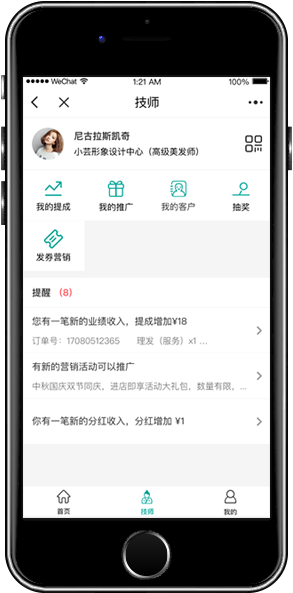 WeChat
1:21 AM
100%
技师
尼古拉斯凯奇
小芸形象设计中心（高级美发师）
我的提成
我的推广
我的客户
抽奖
发券营销
提醒 （8）
您有一笔新的业绩收入，提成增加¥18
订单号：17080512365 理发（服务）x1 ...
有新的营销活动可以推广
中秋国庆双节同庆，进店即享活动大礼包，数量有限，...
你有一笔新的分红收入，分红增加 ¥1
首页
技师
我的